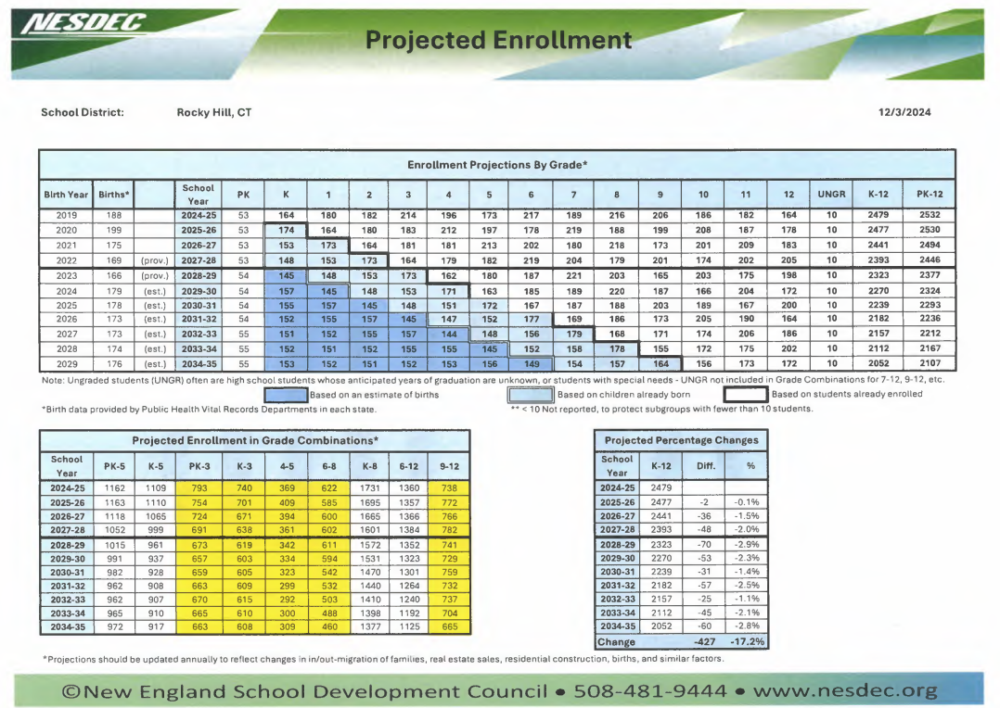 NESDEC
Projected Enrollment
School District: Rocky Hill, CT 12/3/2024
Enrollment Projections By Grade*
Birth Year Births* School Year PK K 1 2 3 4 5 6 7 8 9 10 11 12 UNGR K-12 PK-12
2019 188 2024-25 53 164 180 182 214 196 173 217 189 216 206 186 182 164 10 2479 2532
2020 199 2025-26 53 174 164 180 183 212 197 178 219 188 199 208 187 178 10 2477 2530
2021 175 2026-27 53 153 173 164 181 181 213 202 180 218 173 201 209 183 10 2441 2494
2022 169 (prov.) 2027-28 53 148 153 173 164 179 182 219 204 179 201 174 202 205 10 2393 2446
2023 166 (prov.) 2028-29 54 145 148 153 173 162 180 187 221 203 165 203 175 198 10 2323 2377
2024 179 (est.) 2029-30 54 157 145 148 153 171 163 185 189 220 187 166 204 172 10 2270 2324
2025 178 (est.) 2030-31 54 155 157 145 148 151 172 167 187 188 203 189 167 200 10 2239 2293
2026 173 (est.) 2031-32 54 152 155 157 145 147 152 177 169 186 173 205 190 164 10 2182 2236
2027 173 (est.) 2032-33 55 151 152 155 157 144 148 156 179 168 171 174 206 186 10 2157 2212
2028 174 (est.) 2033-34 55 152 151 152 155 155 145 152 158 178 155 172 175 202 10 2112 2167
2029 176 (est.) 2034-35 55 153 152 151 152 153 156 149 154 157 164 156 173 172 10 2052 2107
Note: Ungraded students (UNGR) often are high school students whose anticipated years of graduation are unknown, or students with special needs - UNGR not included in Grade Combinations for 7-12, 9-12, etc.
Based on an estimate of births Based on children already born Based on students already enrolled
*Birth data provided by Public Health Vital Records Departments in each state. ** < 10 Not reported, to protect subgroups with fewer than 10 students.
Projected Enrollment in Grade Combinations*
School Year PK-5 K-5 PK-3 K-3 4-5 6-8 K-8 6-12 9-12
2024-25 1162 1109 793 740 369 622 1731 1360 738
2025-26 1163 1110 754 701 409 585 1695 1357 772
2026-27 1118 1065 724 671 394 600 1665 1366 766
2027-28 1052 999 691 638 361 602 1601 1384 782
2028-29 1015 961 673 619 342 611 1572 1352 741
2029-30 991 937 657 603 334 594 1531 1323 729
2030-31 982 928 659 605 323 542 1470 1301 759
2031-32 962 908 663 609 299 532 1440 1264 732
2032-33 962 907 670 615 292 503 1410 1240 737
2033-34 965 910 665 610 300 488 1398 1192 704
2034-35 972 917 663 608 309 460 1377 1125 665
Projected Percentage Changes
School Year K-12 Diff. %
2024-25 2479
2025-26 2477 -2 -0.1%
2026-27 2441 -36 -1.5%
2027-28 2393 -48 -2.0%
2028-29 2323 -70 -2.9%
2029-30 2270 -53 -2.3%
2030-31 2239 -31 -1.4%
2031-32 2182 -57 -2.5%
2032-33 2157 -25 -1.1%
2033-34 2112 -45 -2.1%
2034-35 2052 -60 -2.8%
Change -427 -17.2%
*Projections should be updated annually to reflect changes in in/out-migration of families, real estate sales, residential construction, births, and similar factors.
©New England School Development Council • 508-481-9444 • www.nesdec.org